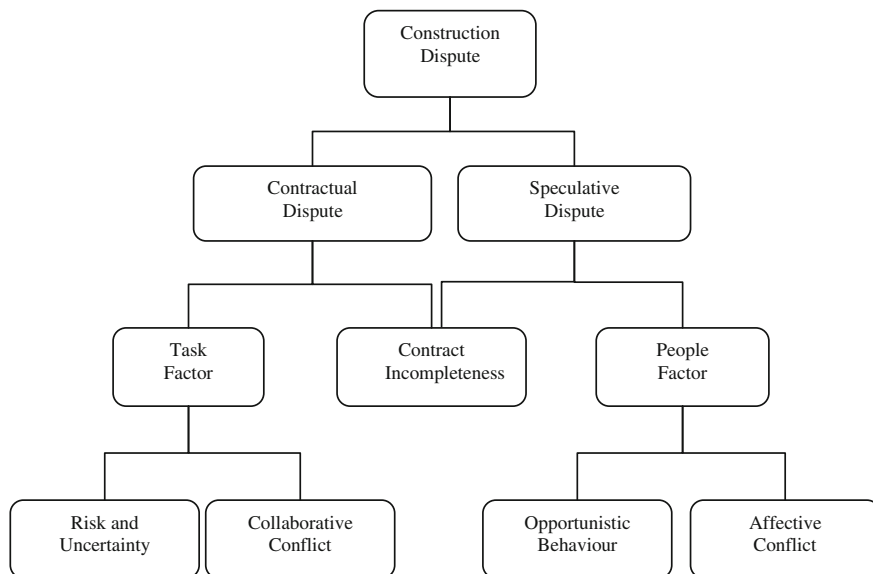 Construction
Dispute
Contractual
Dispute
Speculative
Dispute
Task
Factor
Contract
Incompleteness
People
Factor
Risk and
Uncertainty
Collaborative
Conflict
Opportunistic
Behaviour
Affective
Conflict